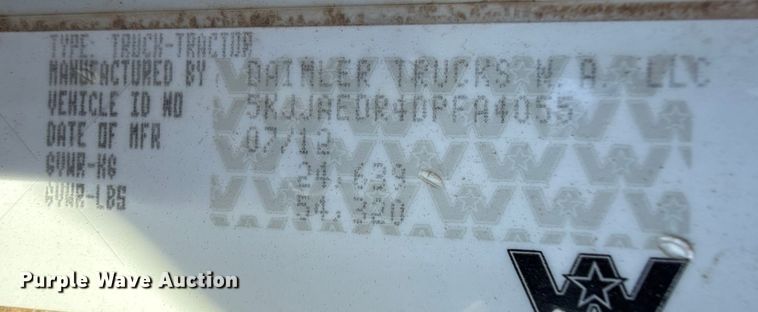 TYPE: TRUCK-TRACTOR
MANUFACTURED BY DAIMLER TRUCKS N.A. LLC
VEHICLE ID NO 5KJJAEDR4DPFA4055
DATE OF MFR 07/12
GVWR-KG 24,639
GVWR-LBS 54,320
Purple Wave Auction